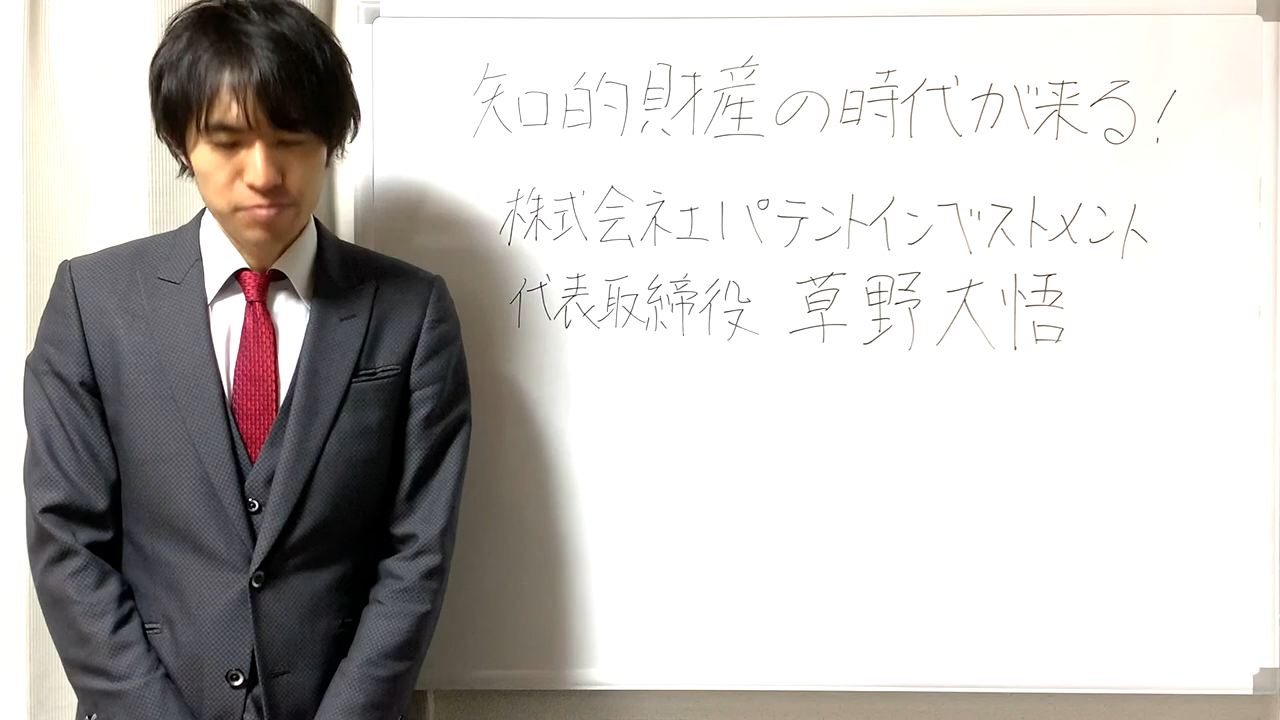 知的財産の時代が来る!
株式会社パテントインベストメント
代表取締役 草野大悟